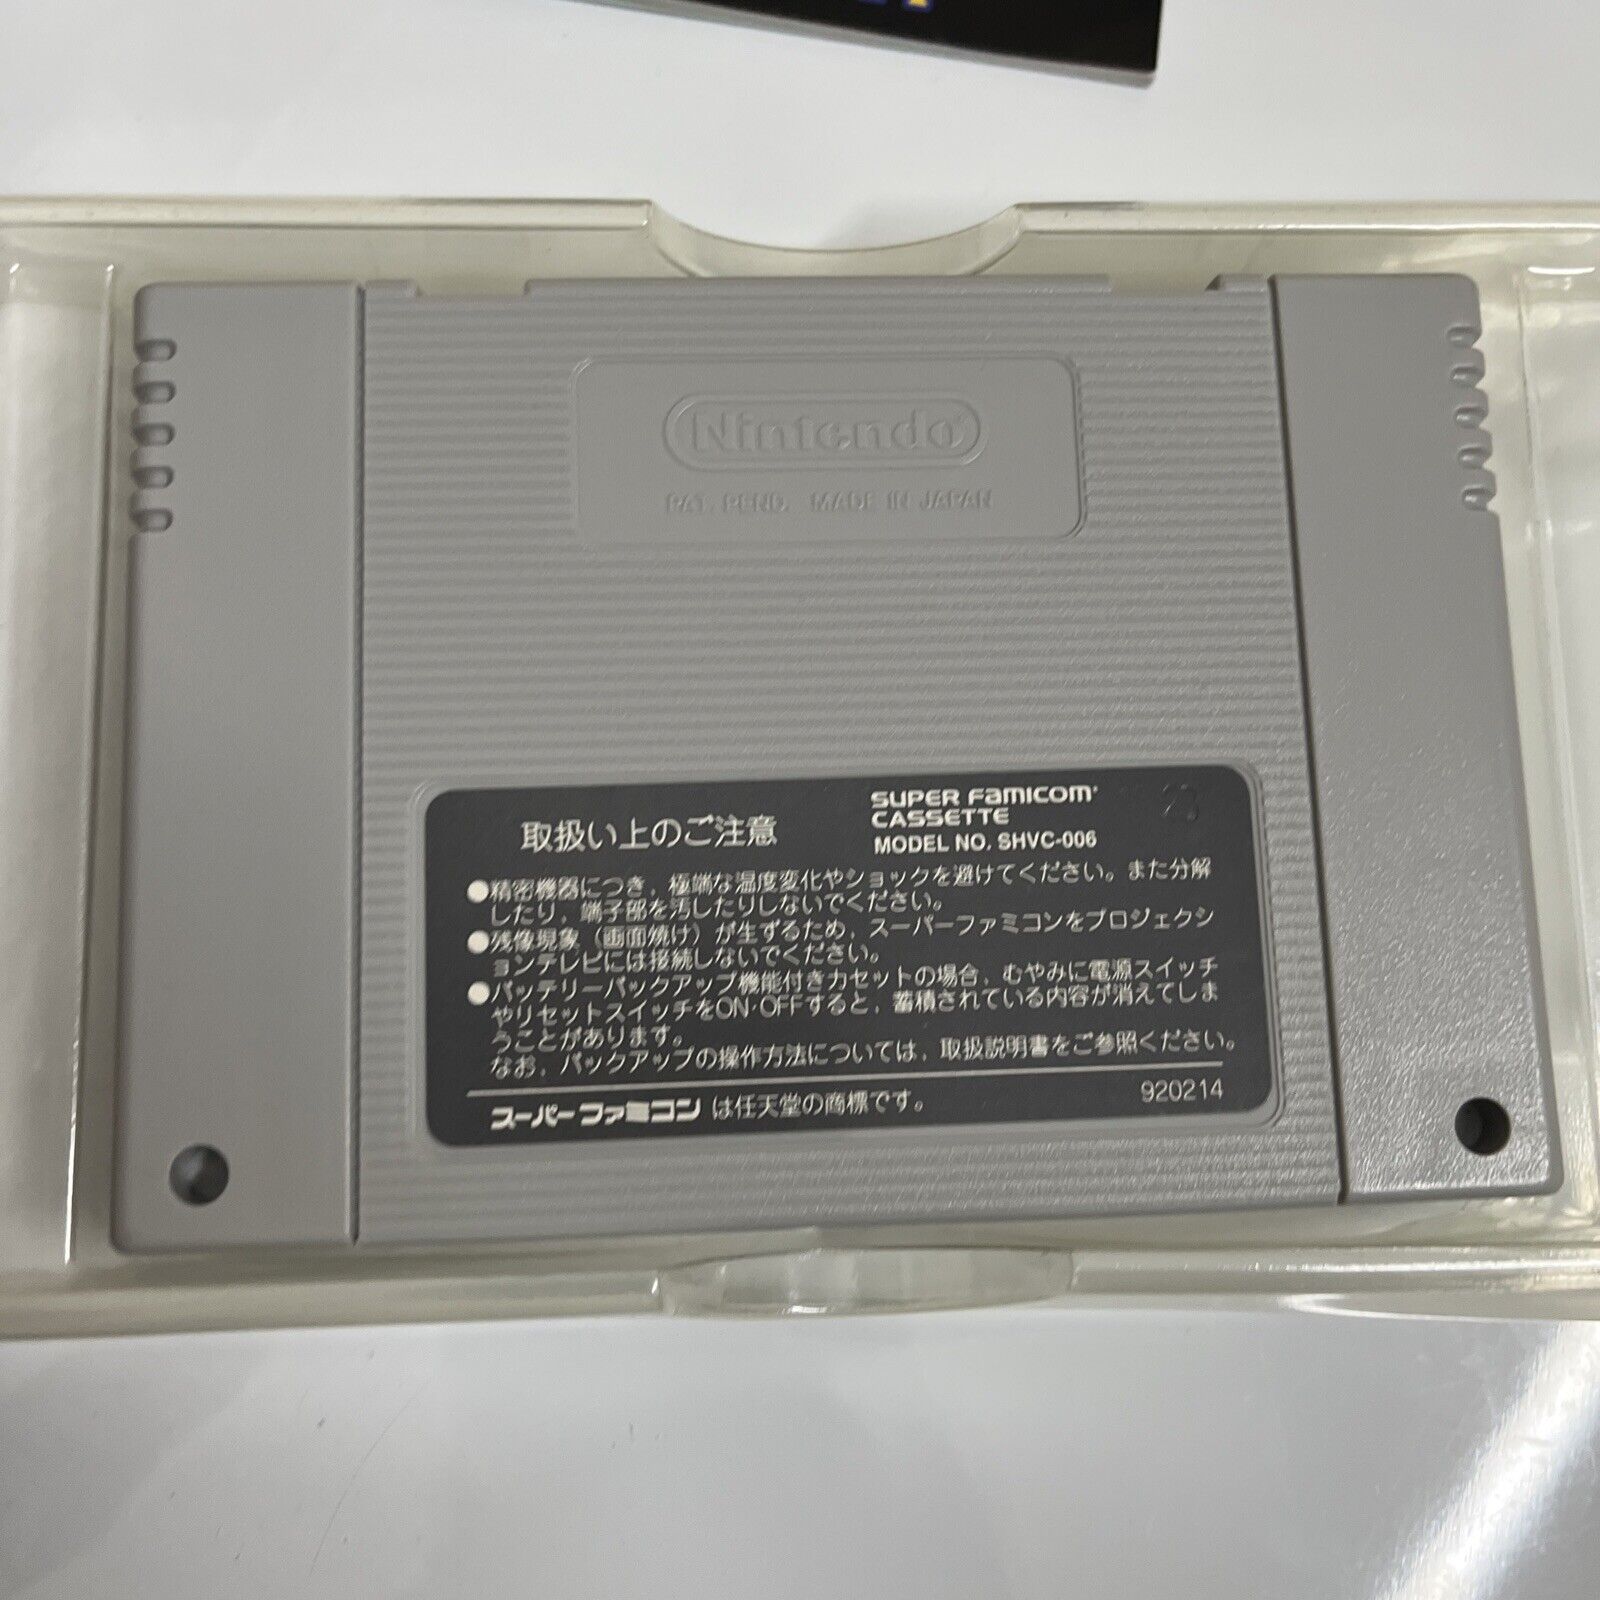 Nintendo®
PAT. PEND. MADE IN JAPAN
取扱い上のご注意
SUPER Famicom
CASSETTE
MODEL NO. SHVC-006
●精密機器につき，極端な温度変化やショックを避けてください。また分解
したり，端子部を汚したりしないでください。
●残像現象（画面焼け）が生ずるため，スーパーファミコンをプロジェクシ
ョンテレビには接続しないでください。
●バッテリーバックアップ機能付きカセットの場合，むやみに電源スイッチ
やリセットスイッチをON·OFFすると，蓄積されている内容が消えてしま
うことがあります。
なお，バックアップの操作方法については，取扱説明書をご参照ください。
スーパーファミコン は任天堂の商標です。
920214